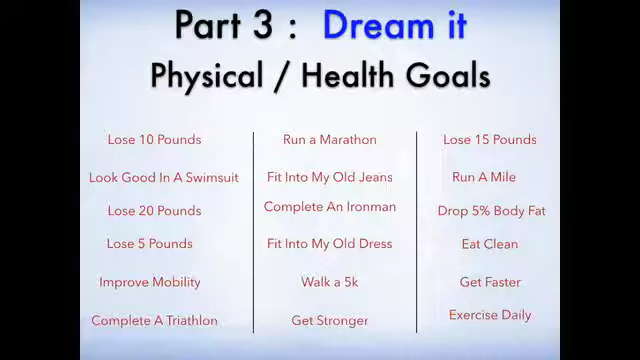 Part 3 : Dream it
Physical / Health Goals
Lose 10 Pounds
Look Good In A Swimsuit
Lose 20 Pounds
Lose 5 Pounds
Improve Mobility
Complete A Triathlon
Run a Marathon
Fit Into My Old Jeans
Complete An Ironman
Fit Into My Old Dress
Walk a 5k
Get Stronger
Lose 15 Pounds
Run A Mile
Drop 5% Body Fat
Eat Clean
Get Faster
Exercise Daily